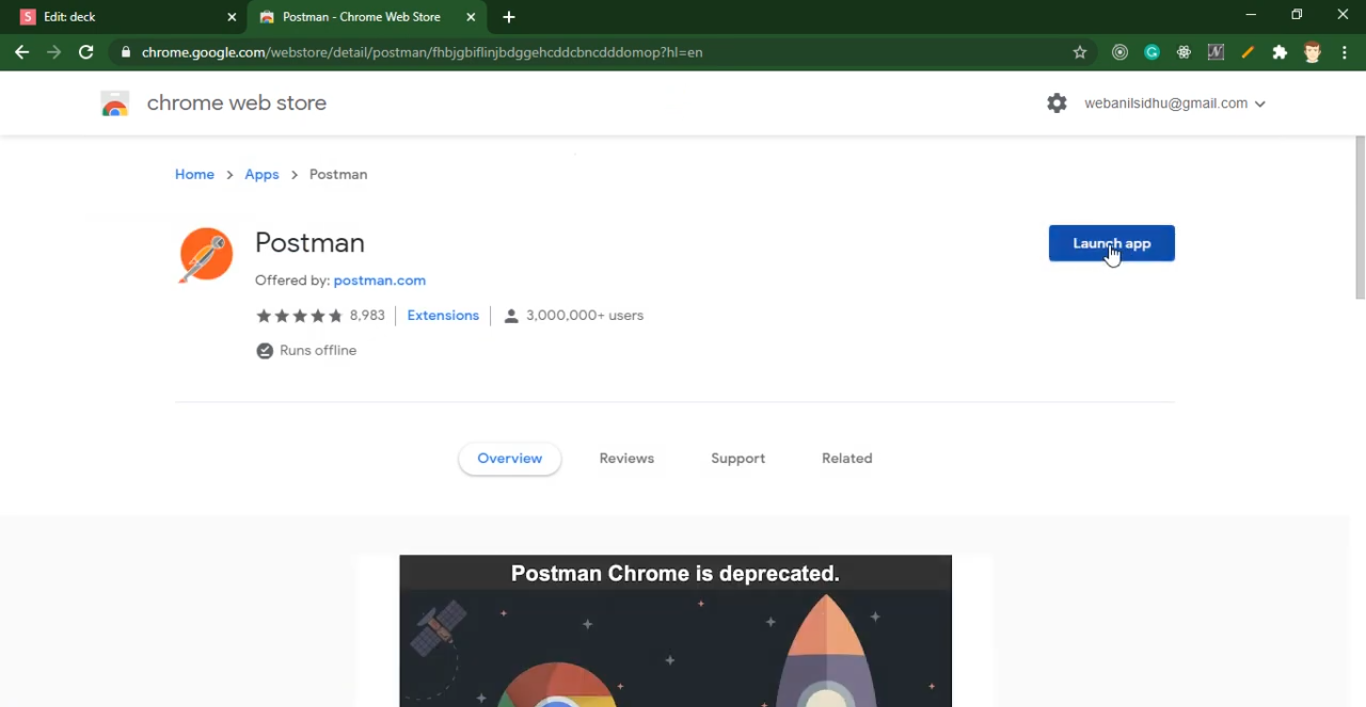 Edit: deck
Postman - Chrome Web Store
chrome.google.com/webstore/detail/postman/fhbjgbiflinjbdggehcddcbncdddomop?hl=en
chrome web store
webanilsidhu@gmail.com
Home > Apps > Postman
Postman
Launch app
Offered by: postman.com
8,983 Extensions 3,000,000+ users
Runs offline
Overview Reviews Support Related
Postman Chrome is deprecated.